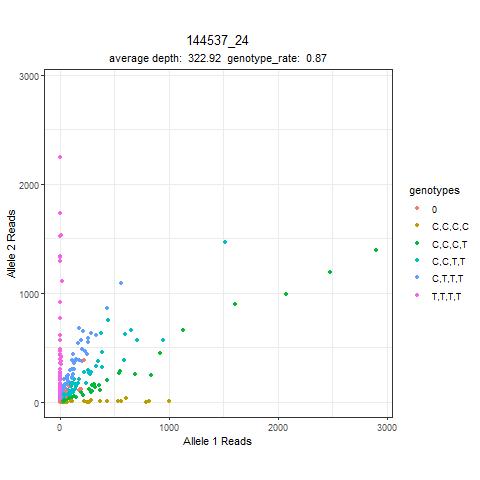 144537_24
average depth: 322.92 genotype_rate: 0.87
3000
2000
1000
0
Allele 2 Reads
0
1000
2000
3000
Allele 1 Reads
genotypes
0
C,C,C,C
C,C,C,T
C,C,T,T
C,T,T,T
T,T,T,T